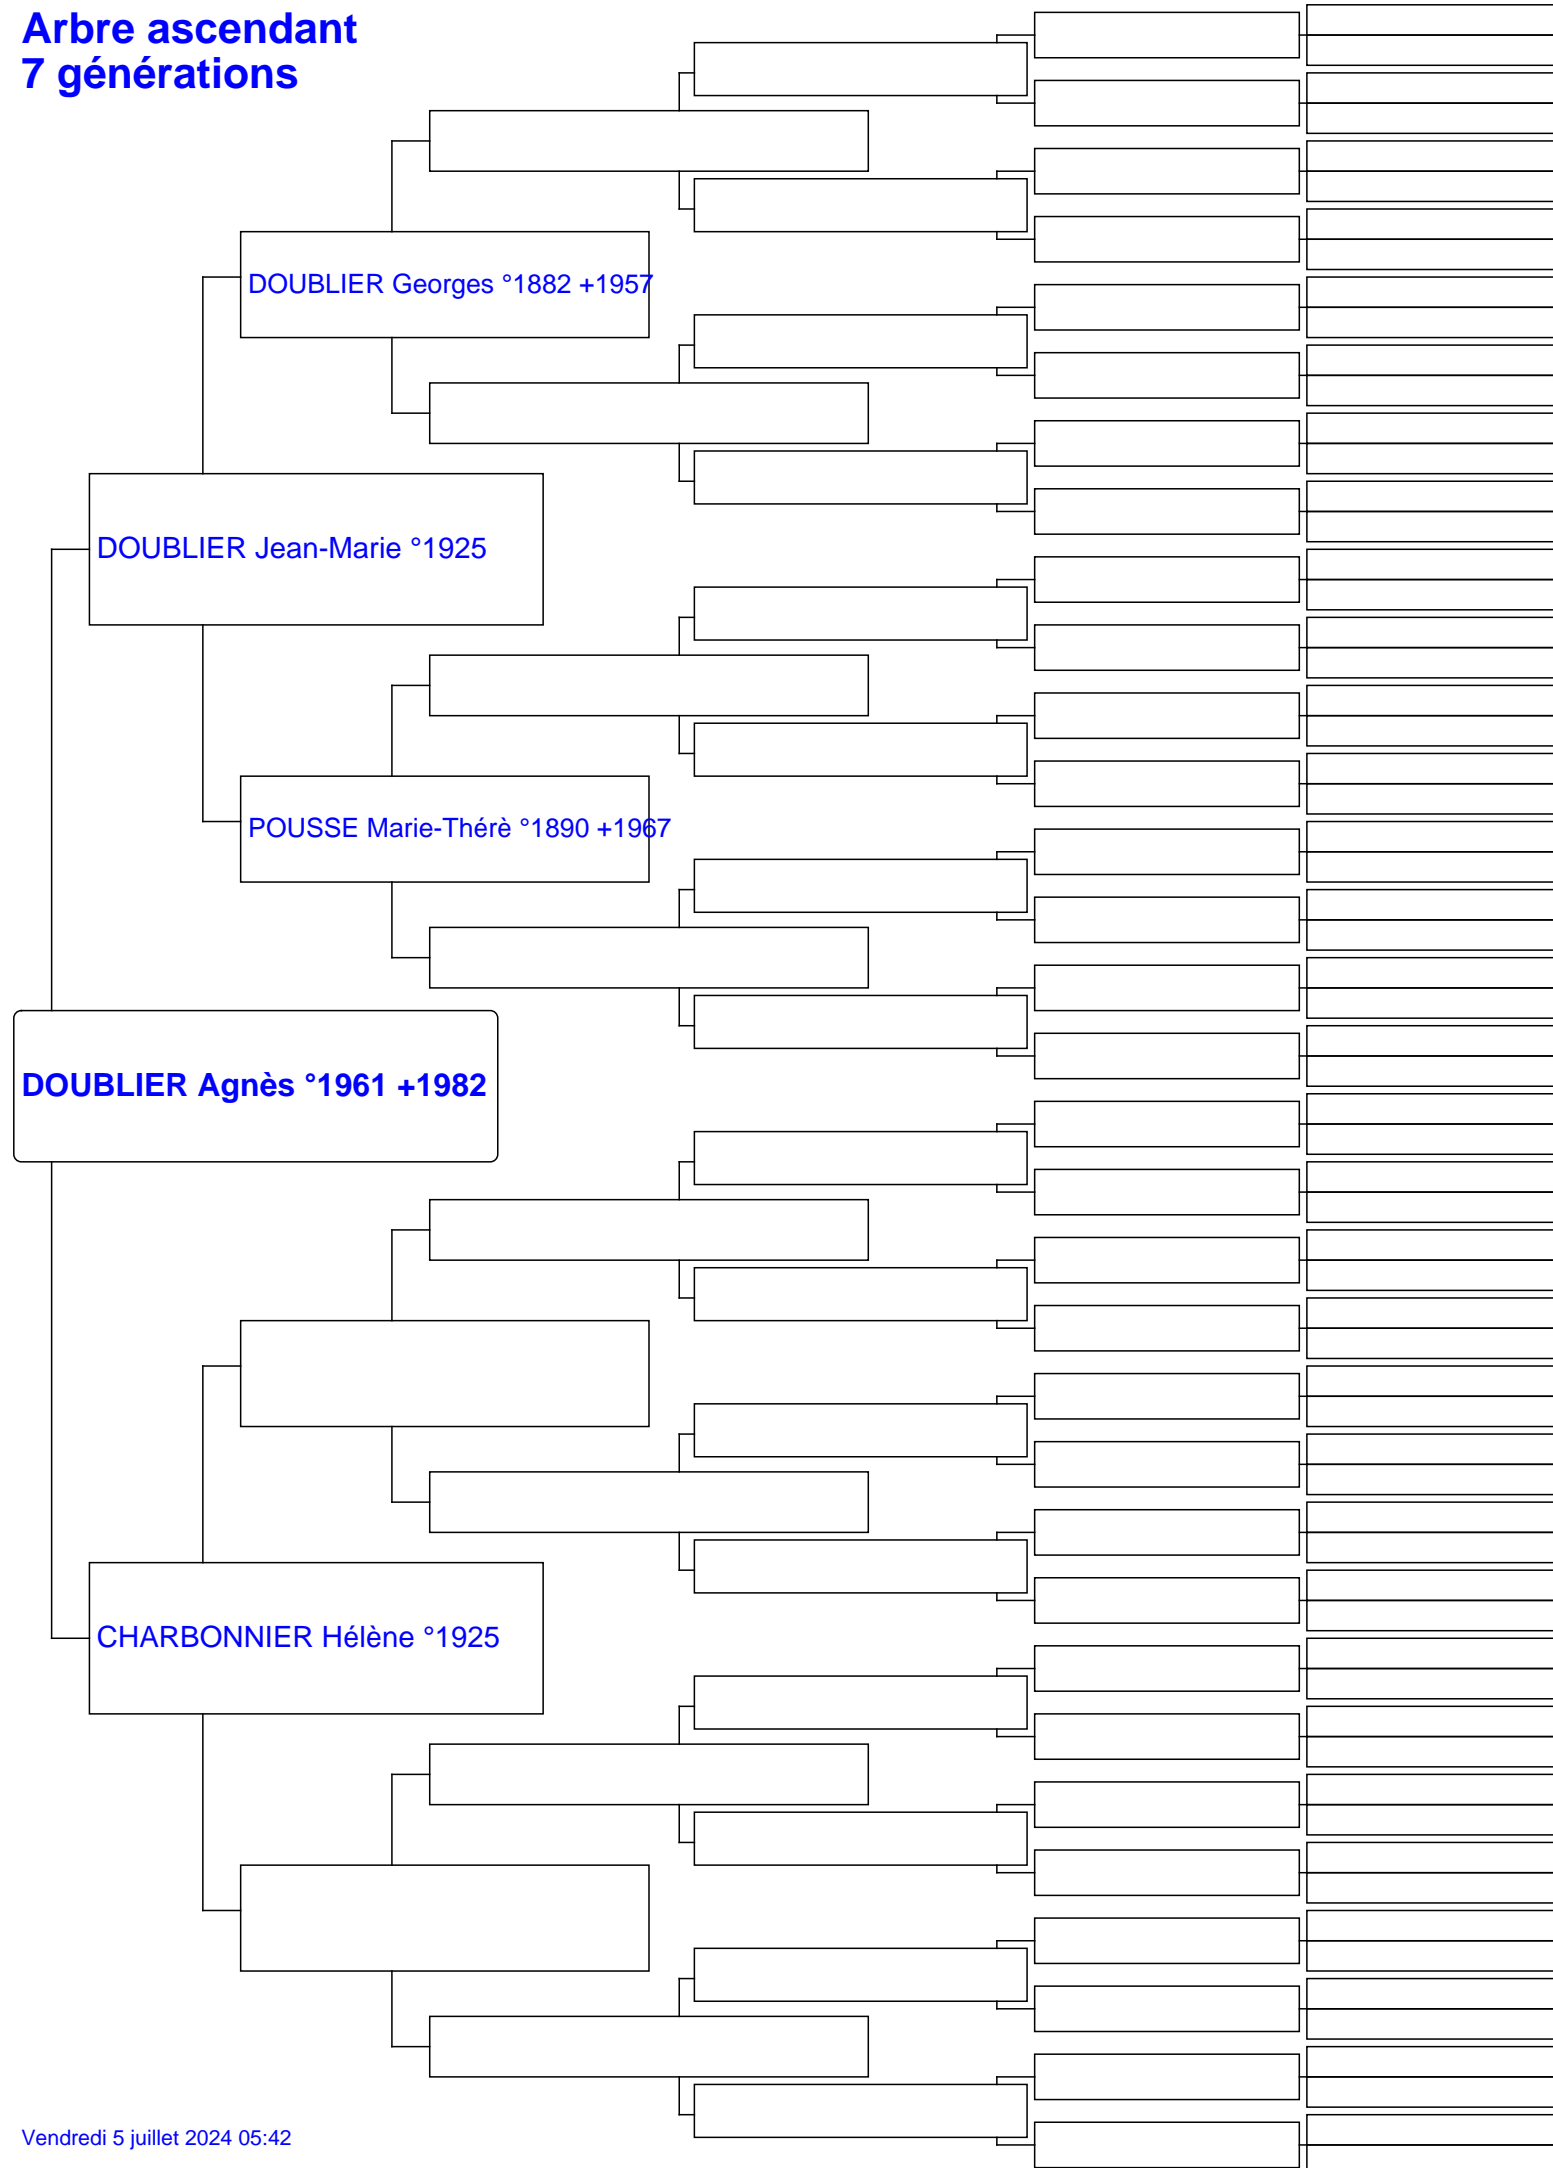 Arbre ascendant
7 générations
DOUBLIER Georges °1882 +1957
DOUBLIER Jean-Marie °1925
POUSSE Marie-Thérè °1890 +1967
DOUBLIER Agnès °1961 +1982
CHARBONNIER Hélène °1925
Vendredi 5 juillet 2024 05:42